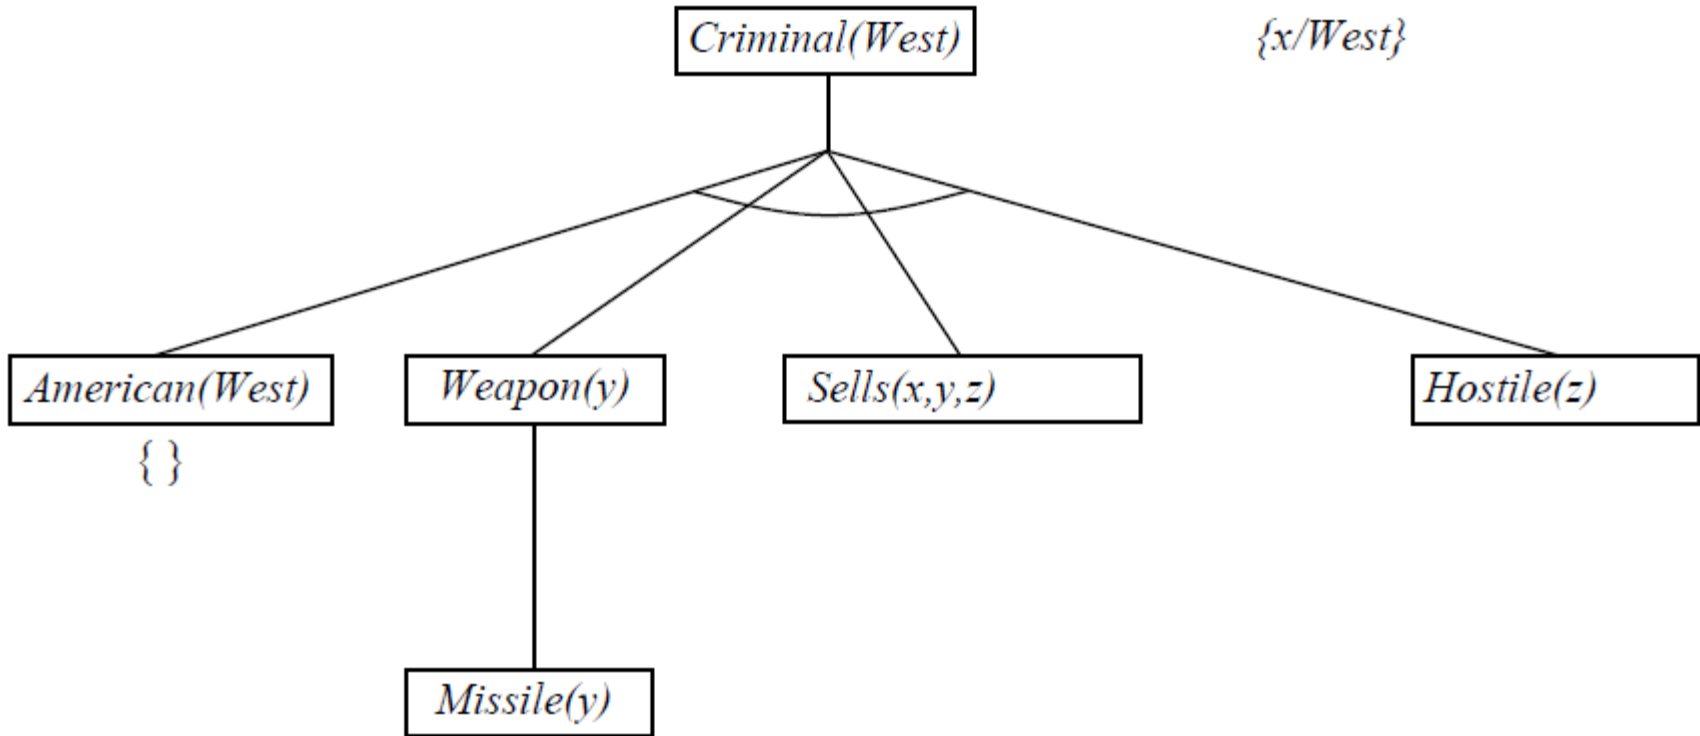 Criminal(West)
{x/West}
American(West)
Weapon(y)
Sells(x,y,z)
Hostile(z)
{ }
Missile(y)